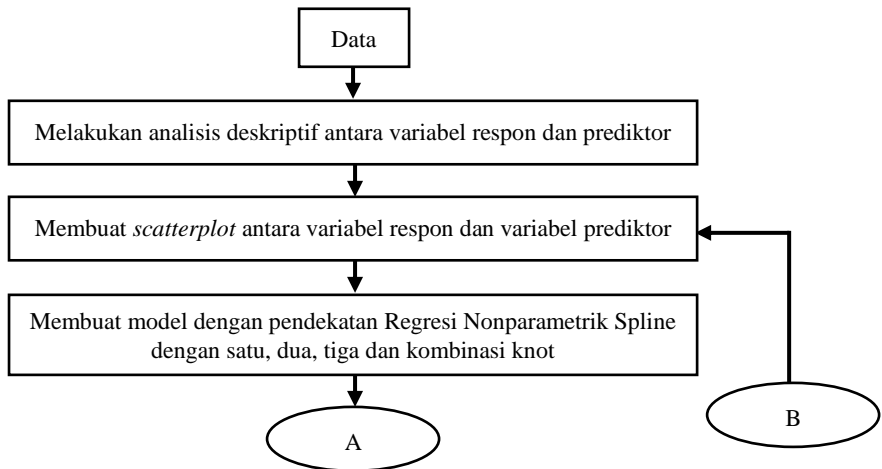 Data
Melakukan analisis deskriptif antara variabel respon dan prediktor
Membuat scatterplot antara variabel respon dan variabel prediktor
Membuat model dengan pendekatan Regresi Nonparametrik Spline
dengan satu, dua, tiga dan kombinasi knot
A
B